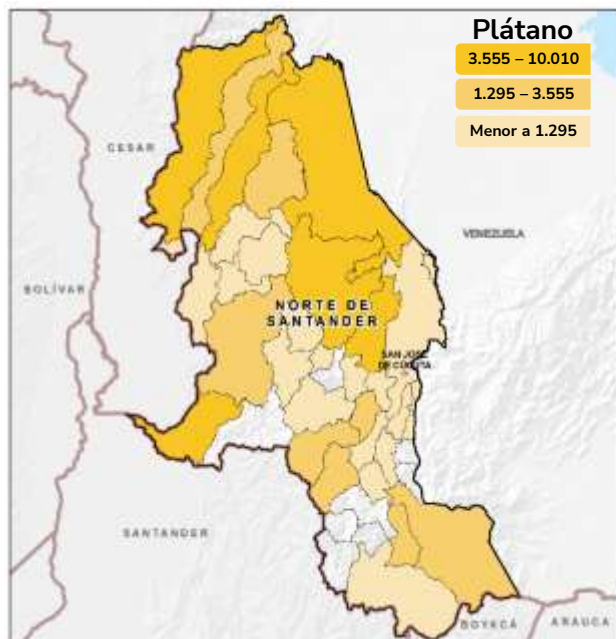 Plátano
3.555 – 10.010
1.295 – 3.555
Menor a 1.295
CESAR
VENEZUELA
BOLÍVAR
NORTE DE
SANTANDER
SAN JOSÉ
DE CÚCUTA
SANTANDER
BOYACÁ
ARAUCA